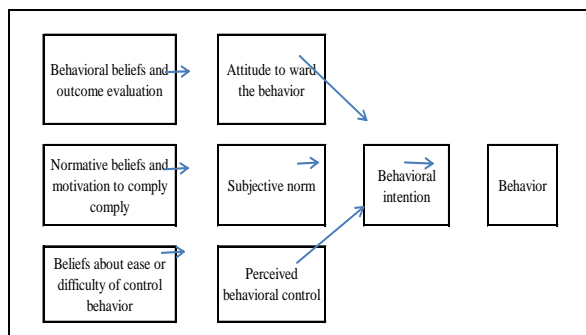 Behavioral beliefs and
outcome evaluation
Attitude to ward
the behavior
Normative beliefs and
motivation to comply
comply
Subjective norm
Behavioral
intention
Behavior
Beliefs about ease or
difficulty of control
behavior
Perceived
behavioral control